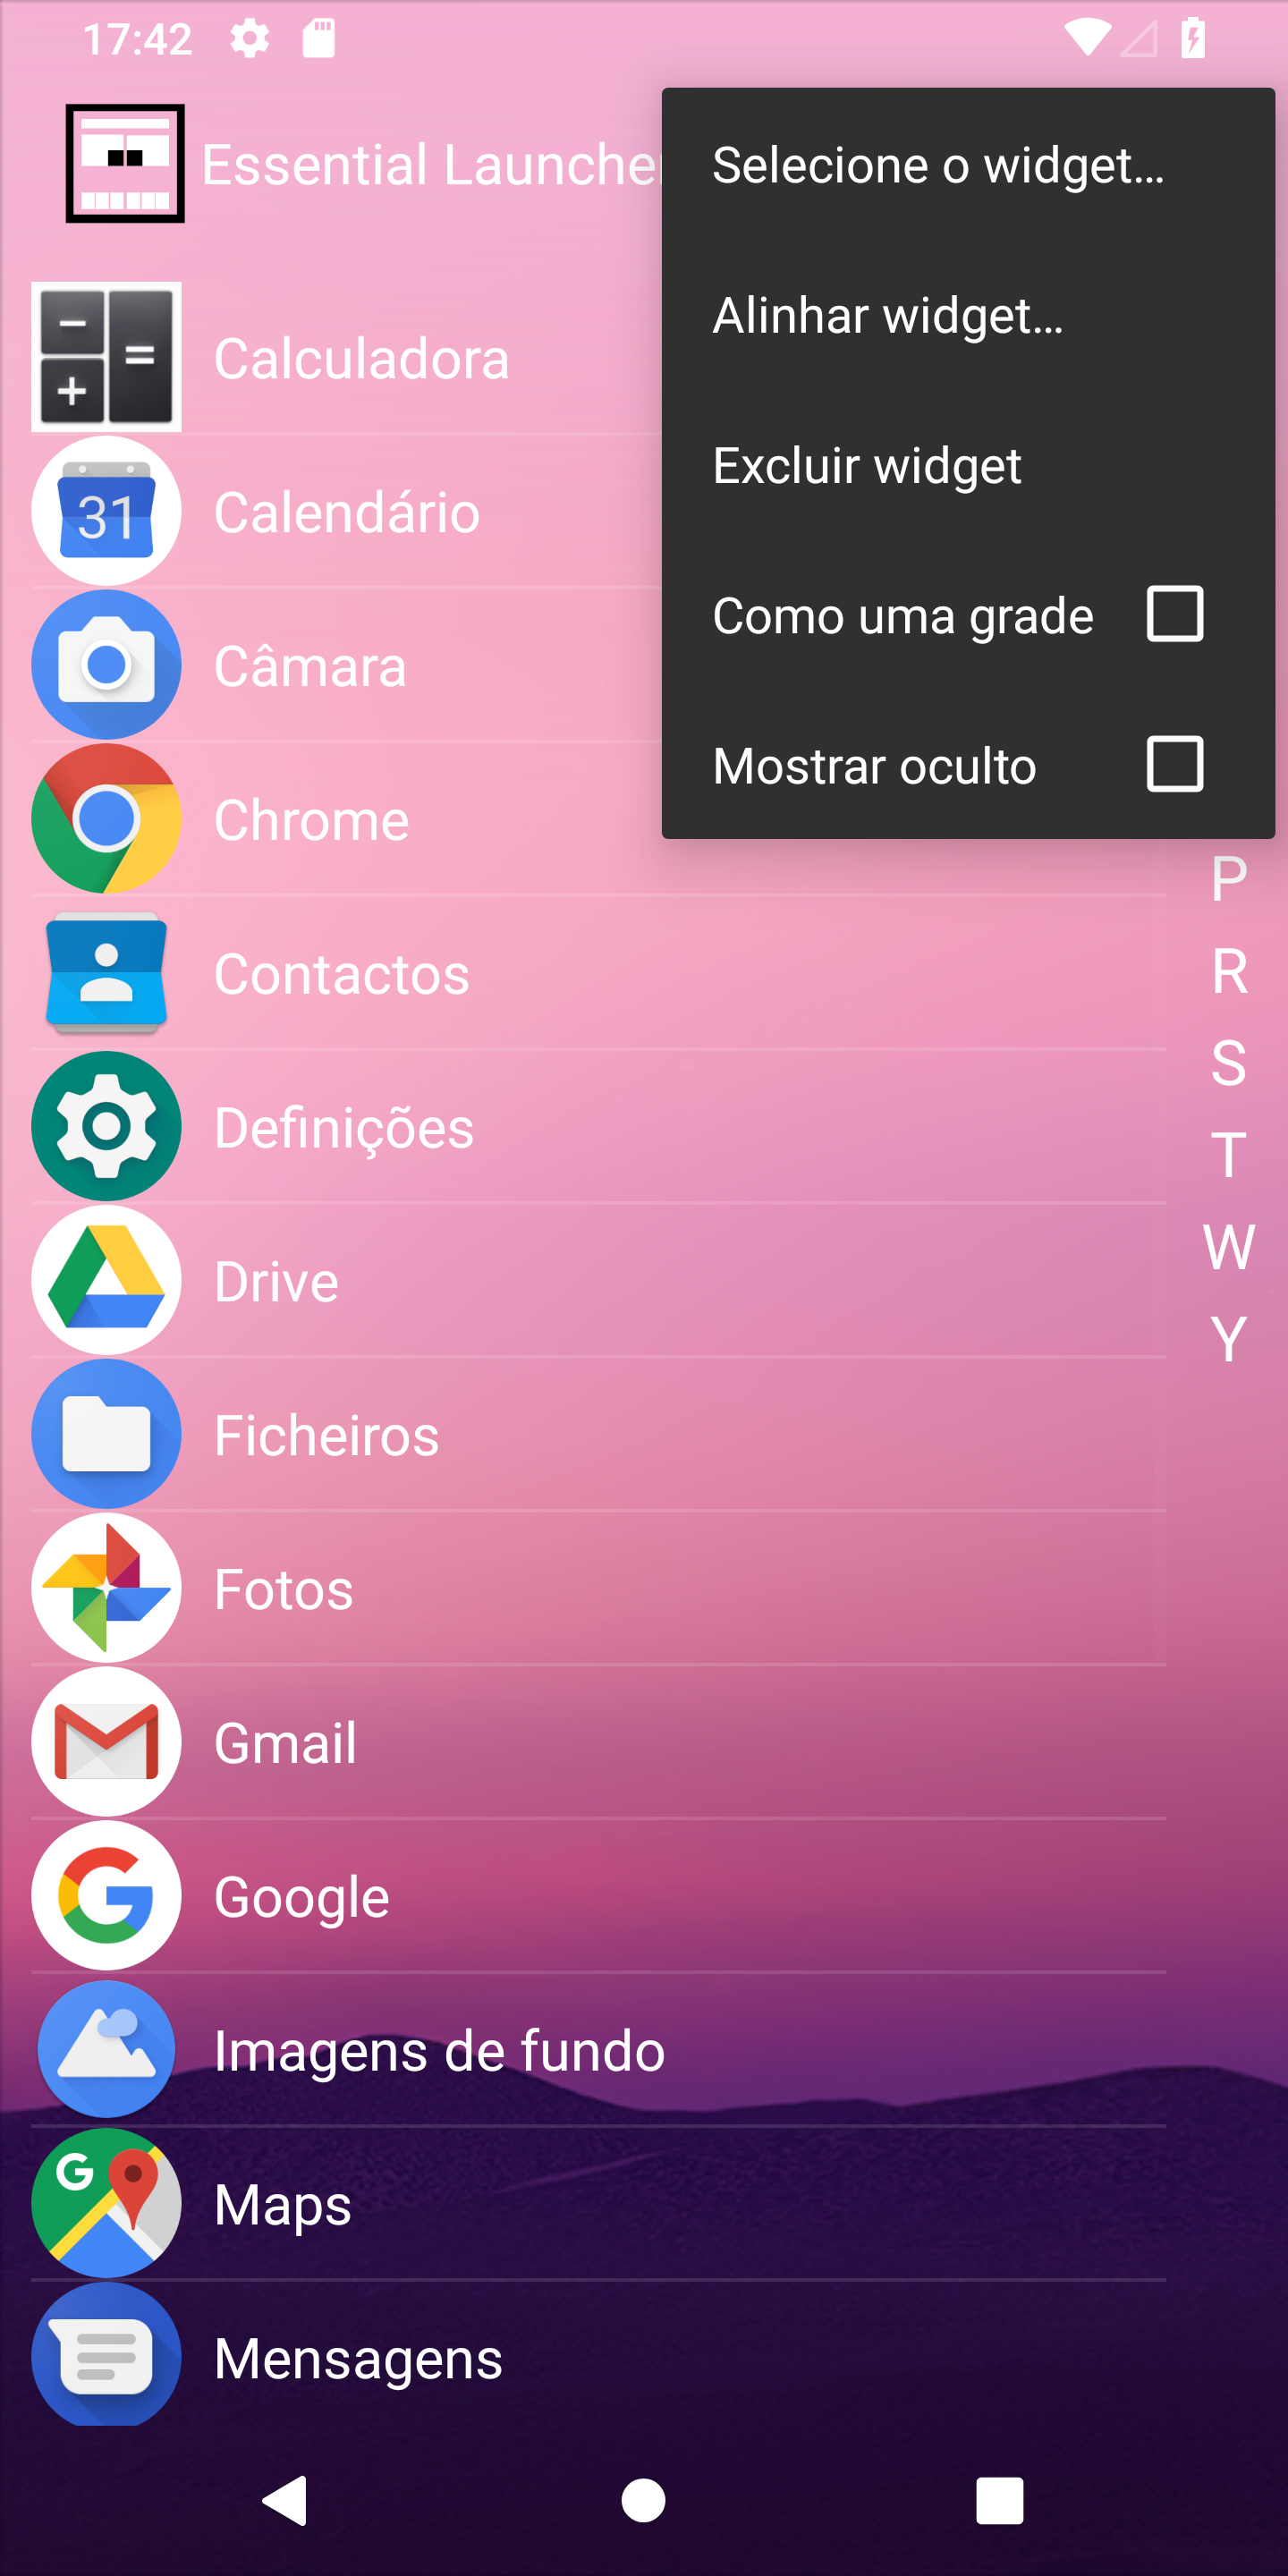 17:42
Essential Launche
Selecione o widget…
Alinhar widget…
Excluir widget
Como uma grade
Mostrar oculto
Calculadora
31
Calendário
Câmara
Chrome
Contactos
Definições
Drive
Ficheiros
Fotos
Gmail
Google
Imagens de fundo
G
Maps
Mensagens
P
R
S
T
W
Y